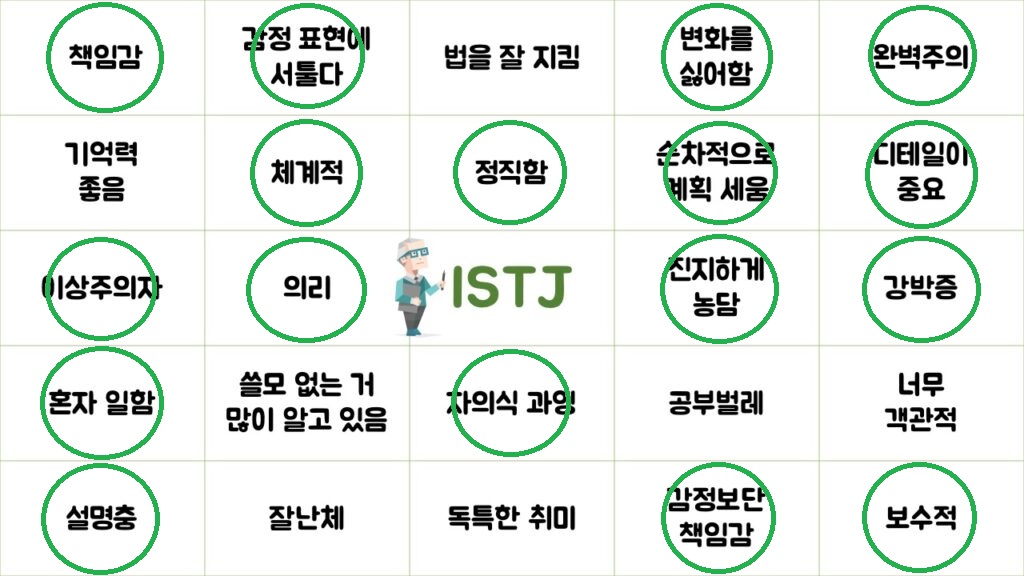 책임감
감정 표현에
서툴다
법을 잘 지킴
변화를
싫어함
완벽주의
기억력
좋음
체계적
정직함
순차적으로
계획 세움
디테일이
중요
이상주의자
의리
ISTJ
진지하게
농담
강박증
혼자 일함
쓸모 없는 거
많이 알고 있음
자의식 과잉
공부벌레
너무
객관적
설명충
잘난체
독특한 취미
감정보단
책임감
보수적